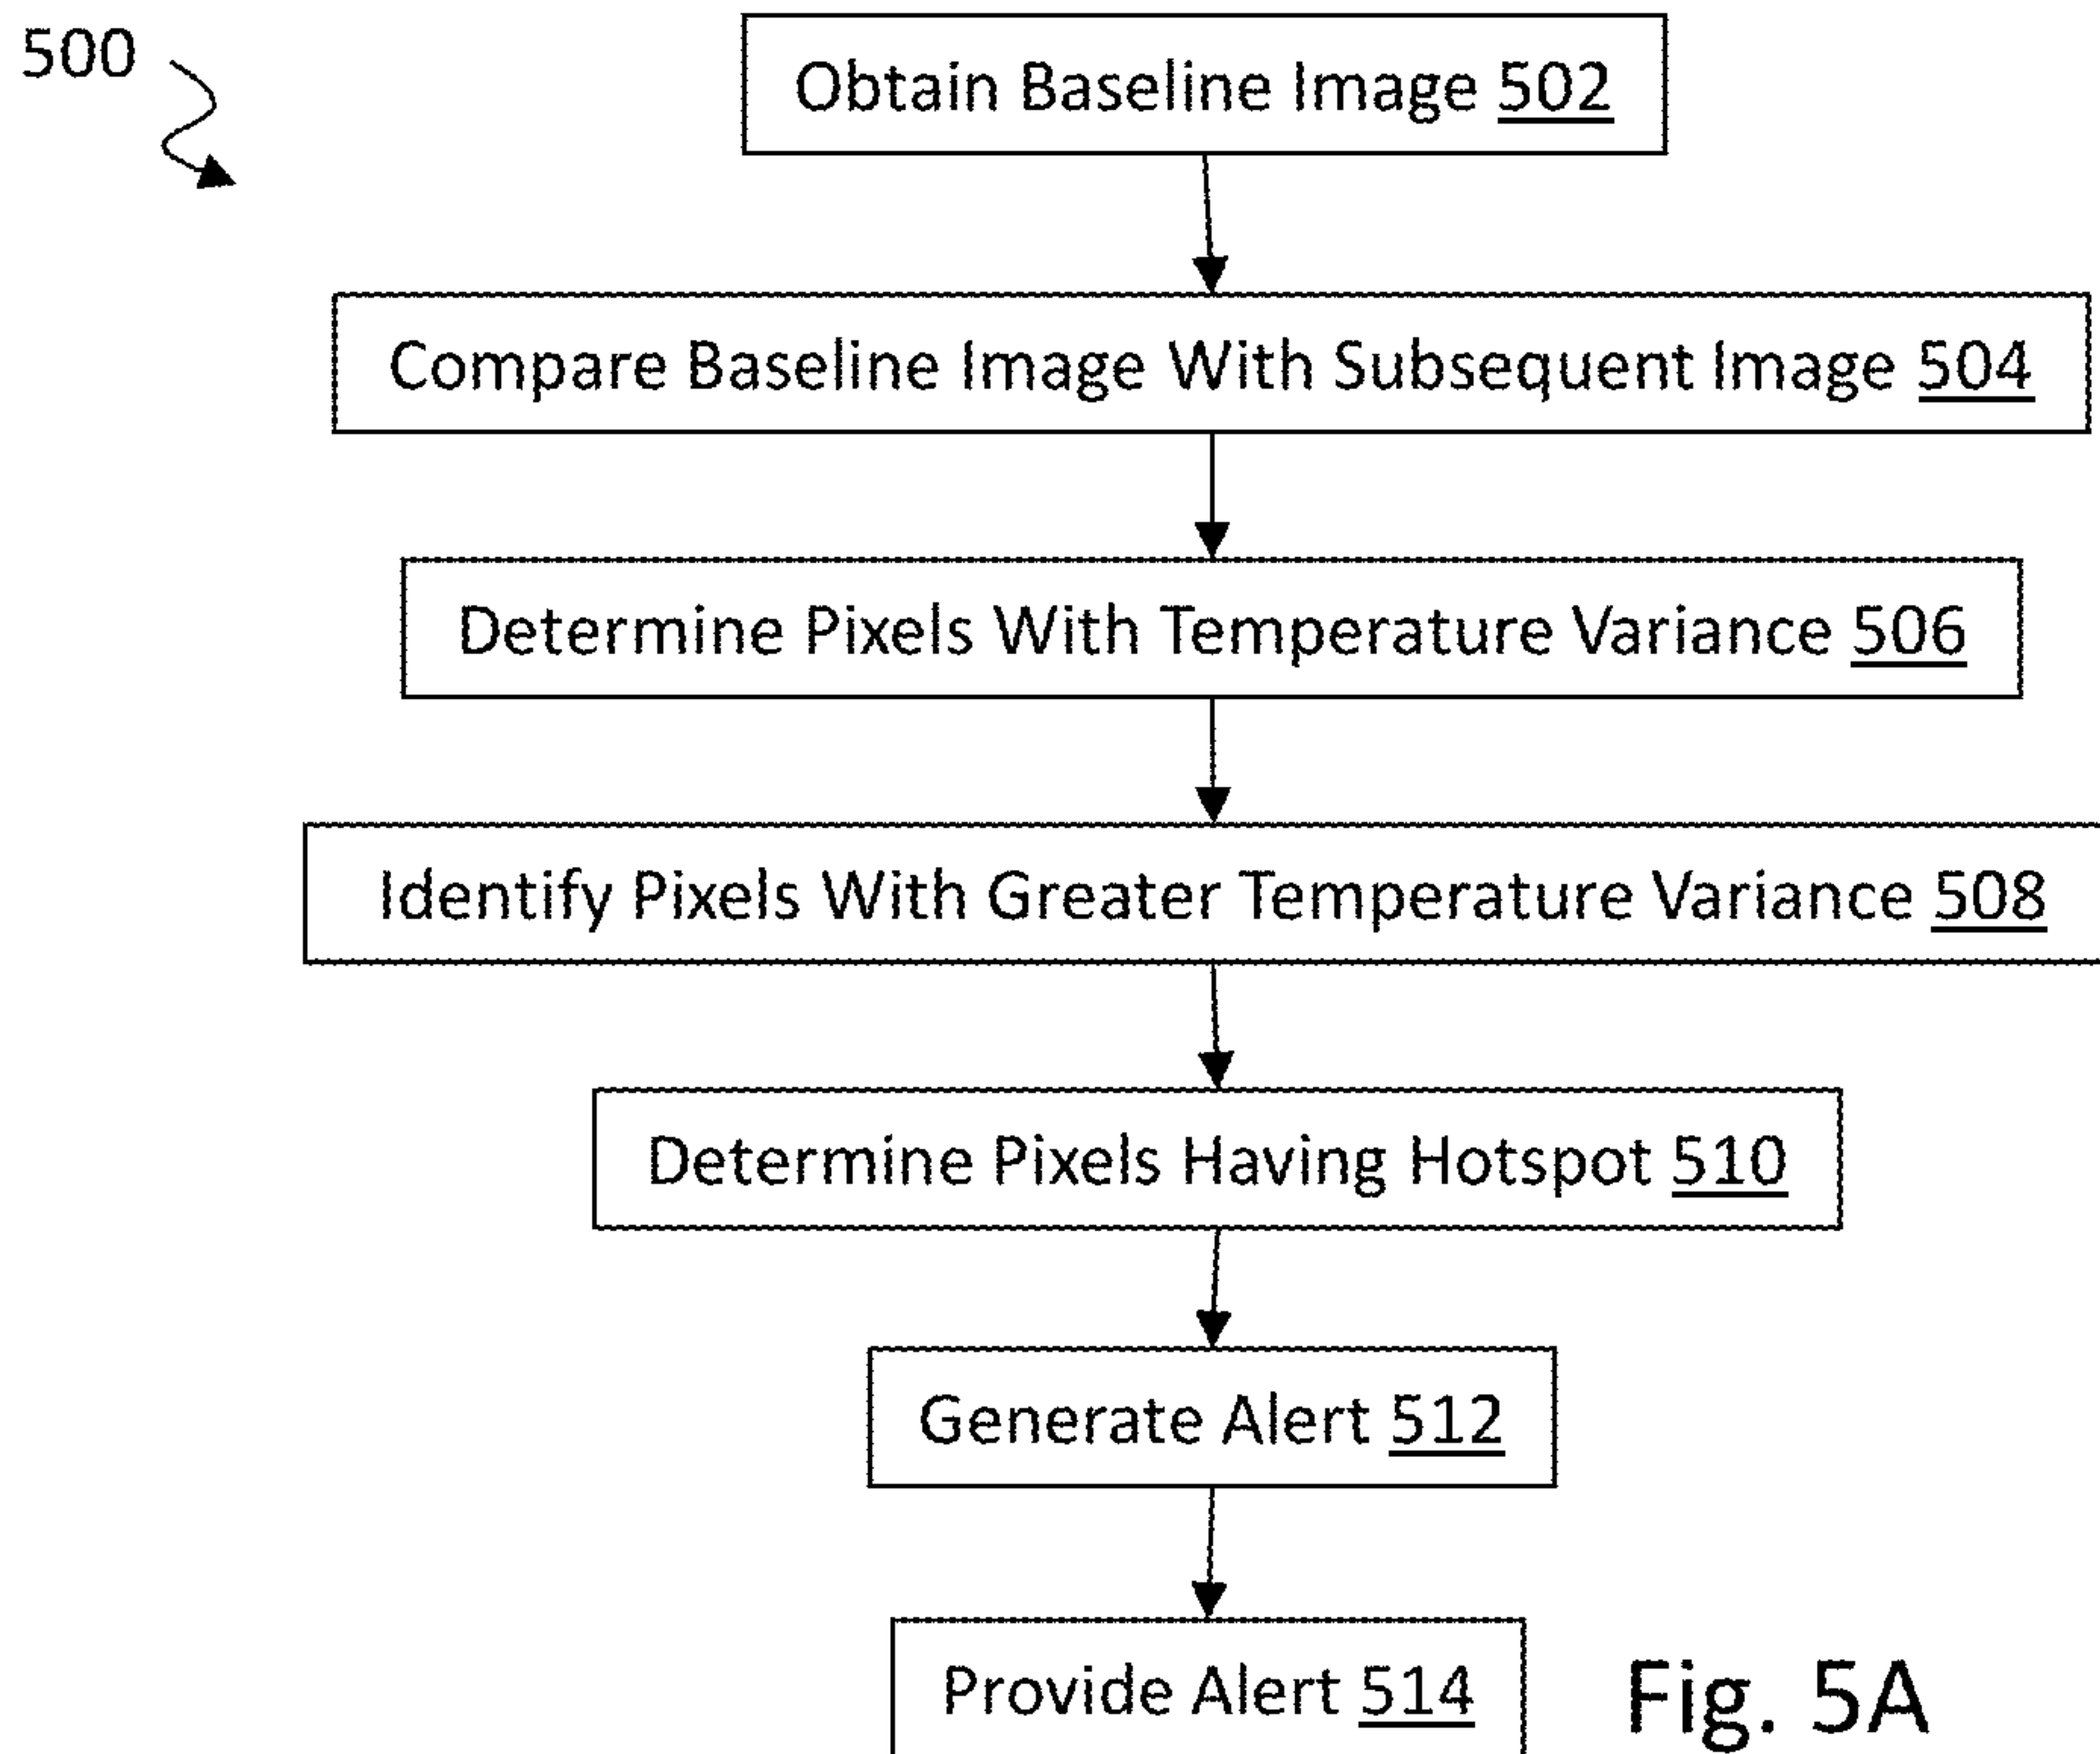 500
Obtain Baseline Image 502
Compare Baseline Image With Subsequent Image 504
Determine Pixels With Temperature Variance 506
Identify Pixels With Greater Temperature Variance 508
Determine Pixels Having Hotspot 510
Generate Alert 512
Provide Alert 514
Fig. 5A